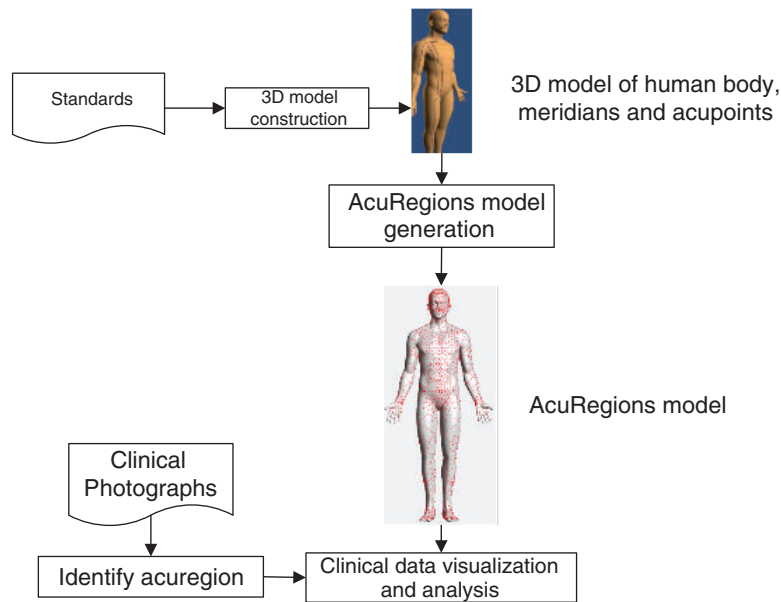 Standards
3D model
construction
3D model of human body,
meridians and acupoints
AcuRegions model
generation
AcuRegions model
Clinical
Photographs
Identify acuregion
Clinical data visualization
and analysis